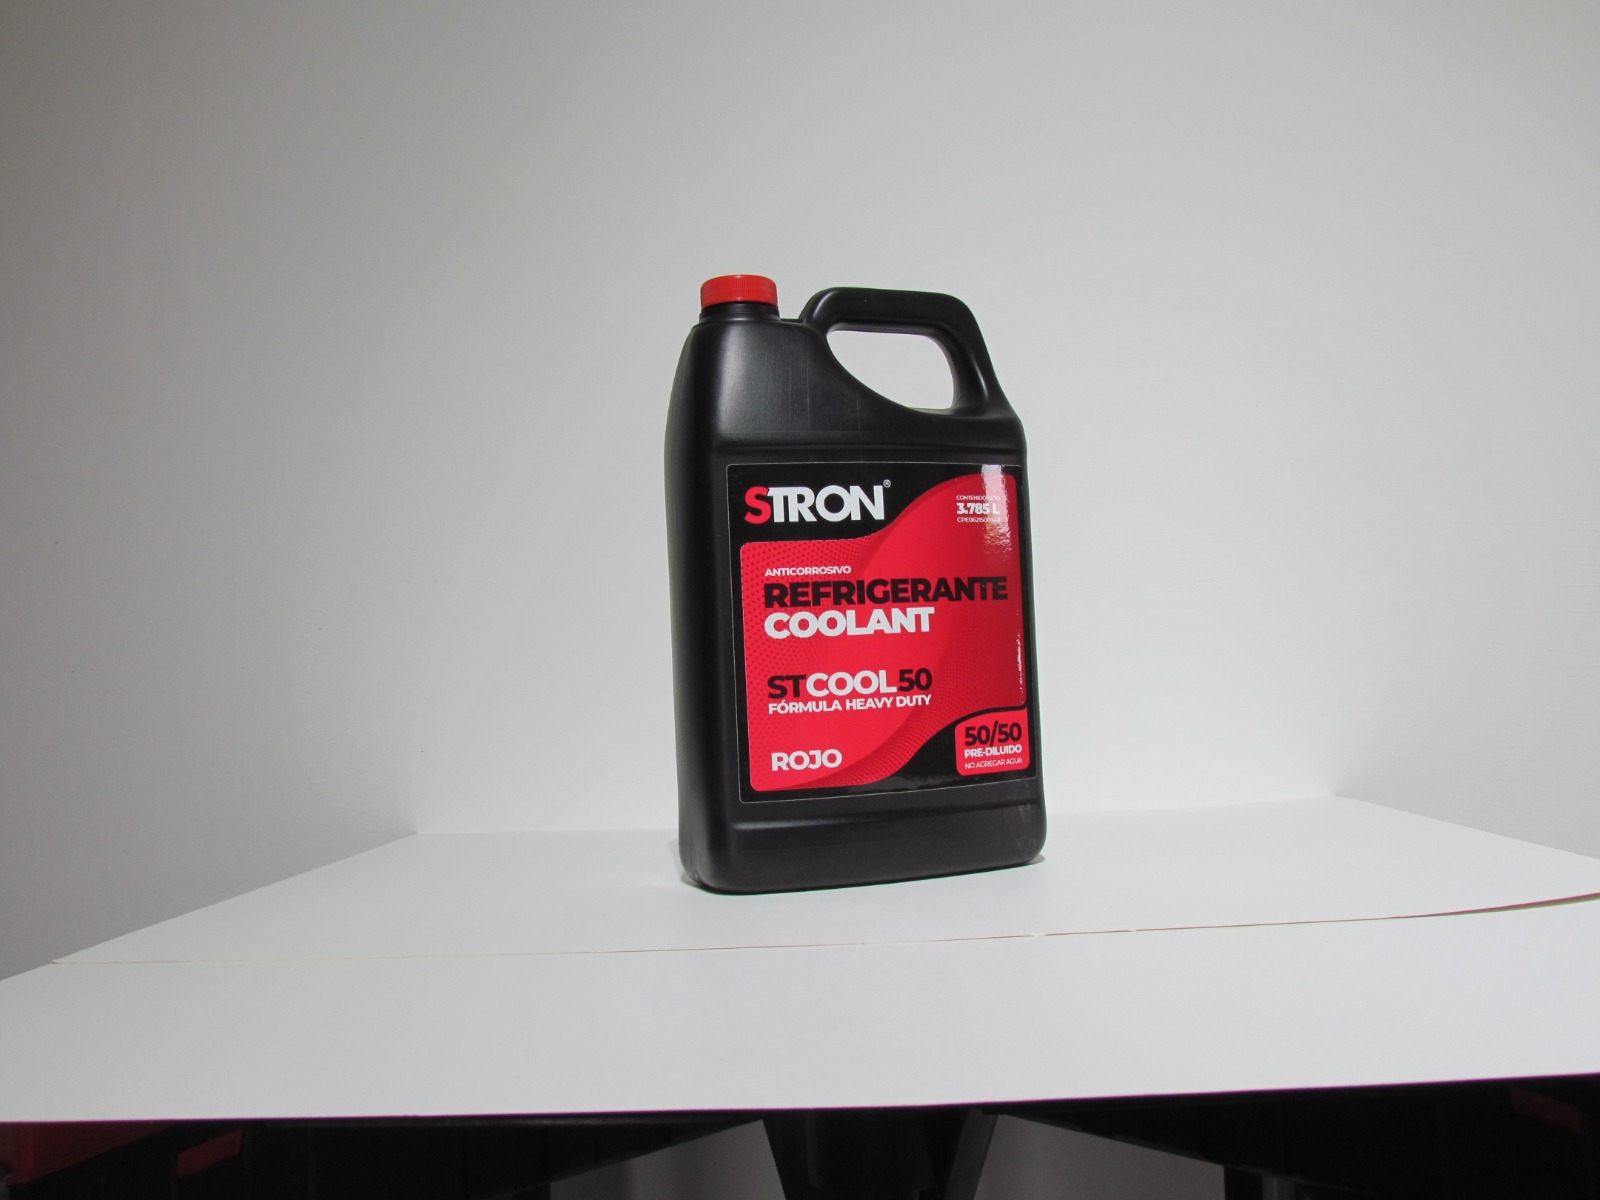 STRON®
CONTENIDO NETO
3.785 L
ANTICORROSIVO
REFRIGERANTE
COOLANT
STCOOL50
FÓRMULA HEAVY DUTY
ROJO
50/50
PRE-DILUIDO
NO AGREGAR AGUA